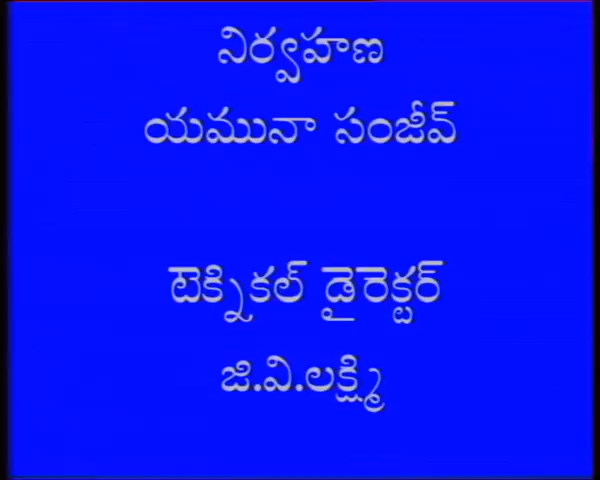 నిర్వహణ
యమునా సంజీవ్
టెక్నికల్ డైరెక్టర్
జి.వి.లక్ష్మి